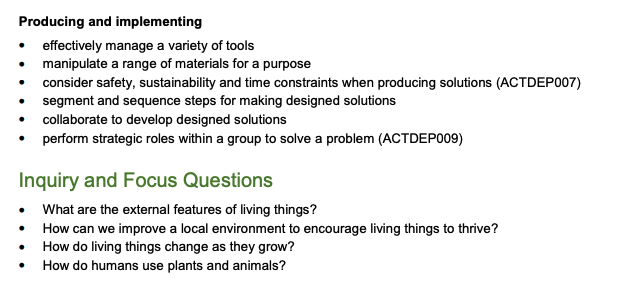 Producing and implementing
• effectively manage a variety of tools
• manipulate a range of materials for a purpose
• consider safety, sustainability and time constraints when producing solutions (ACTDEP007)
• segment and sequence steps for making designed solutions
• collaborate to develop designed solutions
• perform strategic roles within a group to solve a problem (ACTDEP009)
Inquiry and Focus Questions
• What are the external features of living things?
• How can we improve a local environment to encourage living things to thrive?
• How do living things change as they grow?
• How do humans use plants and animals?